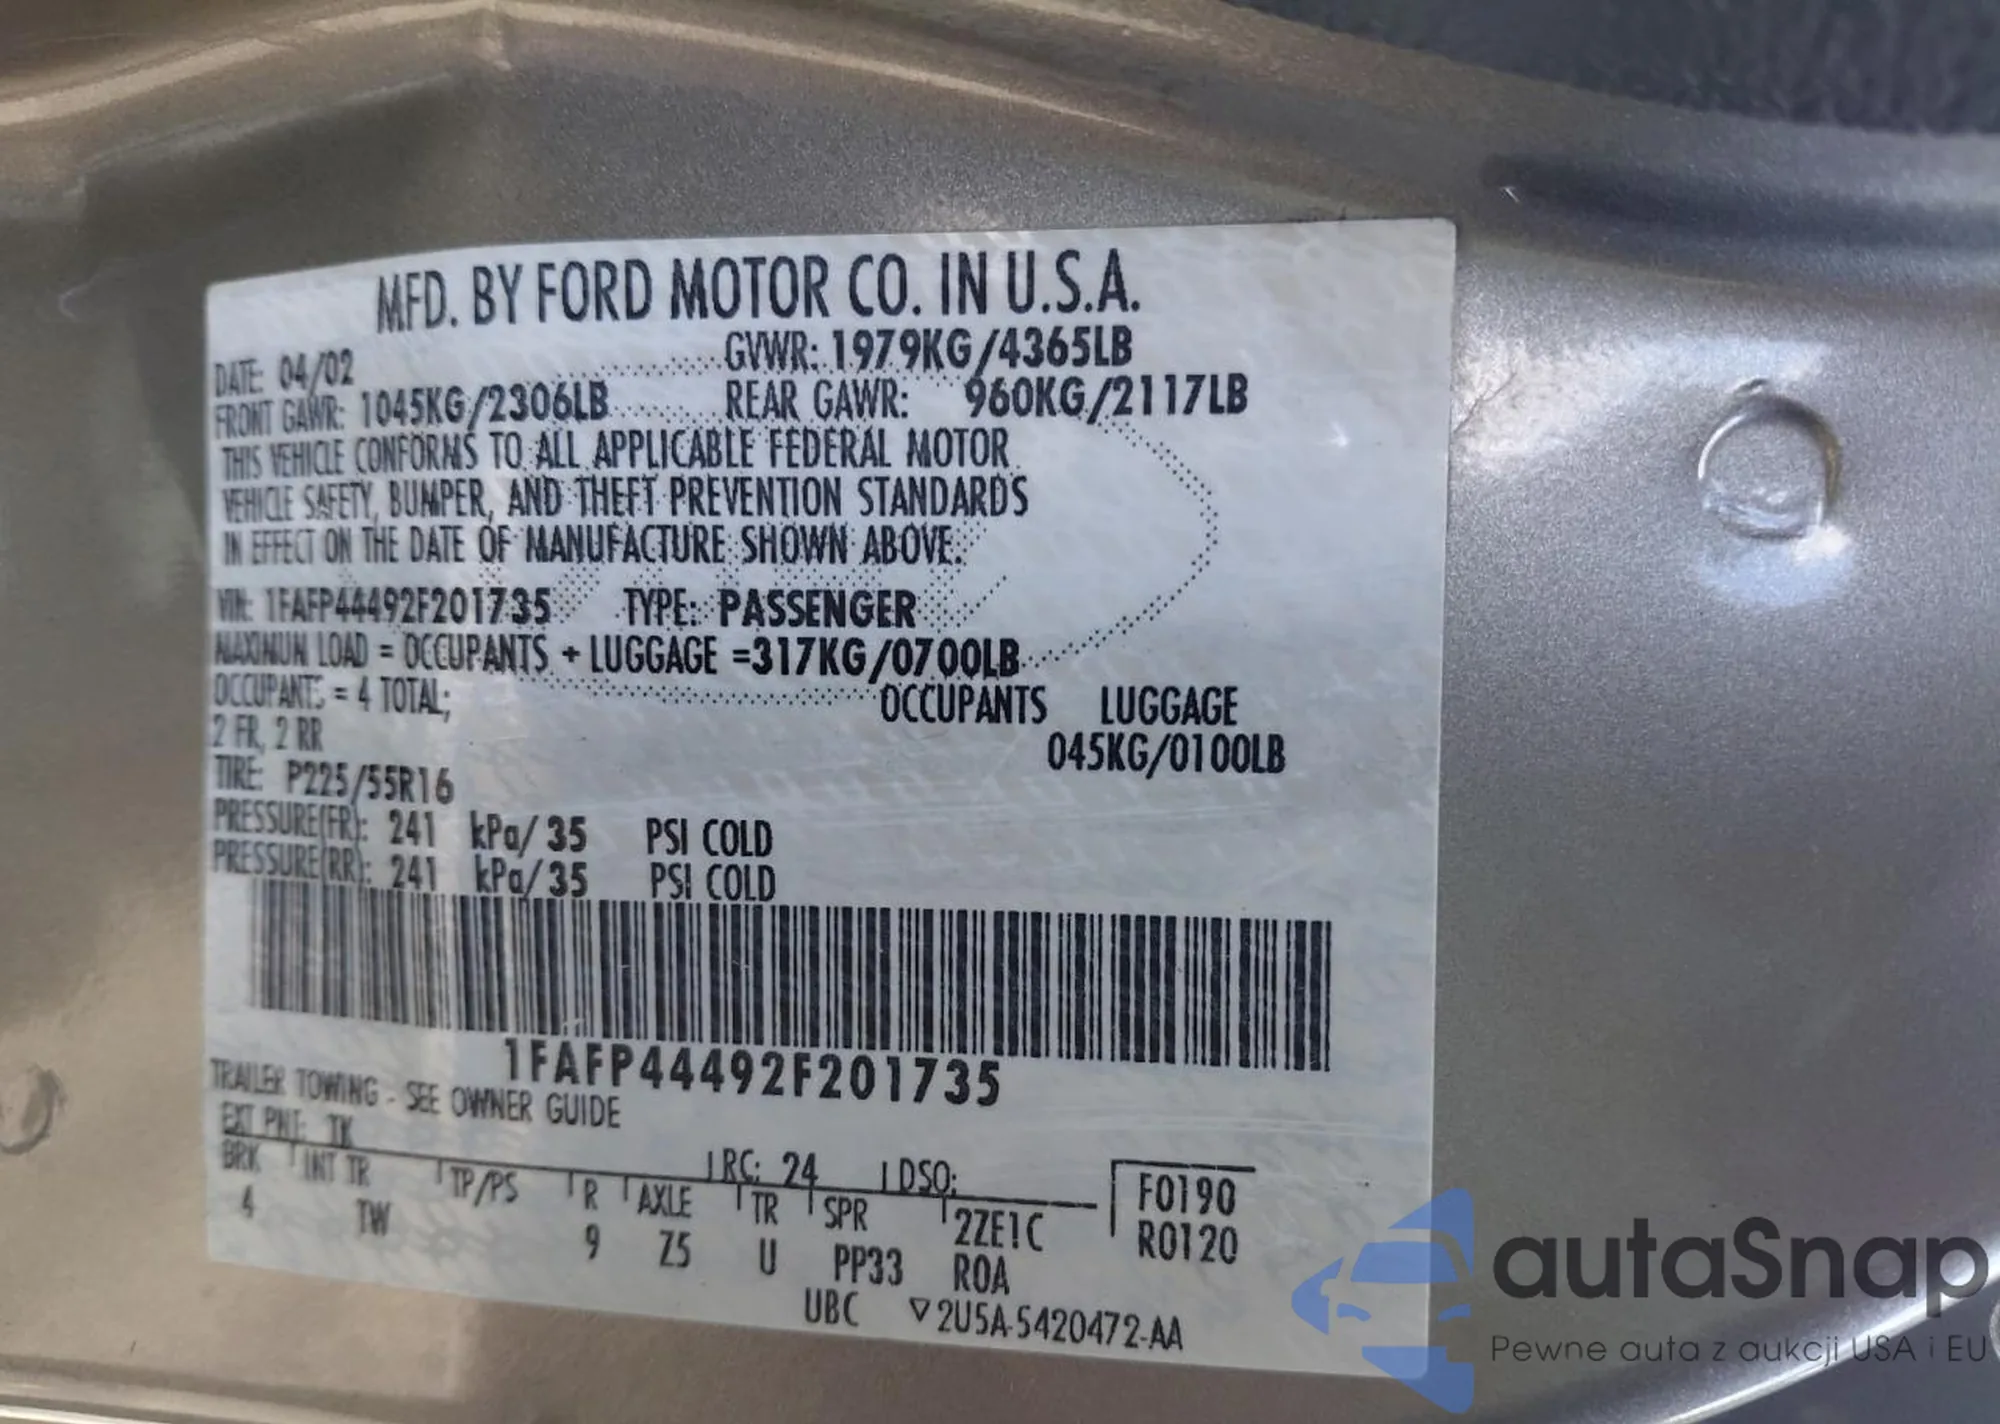 MFD. BY FORD MOTOR CO. IN U.S.A.
DATE: 04/02 GVWR: 1979KG/4365LB
FRONT GAWR: 1045KG/2306LB REAR GAWR: 960KG/2117LB
THIS VEHICLE CONFORMS TO ALL APPLICABLE FEDERAL MOTOR
VEHICLE SAFETY, BUMPER, AND THEFT PREVENTION STANDARDS
IN EFFECT ON THE DATE OF MANUFACTURE SHOWN ABOVE.
VIN: 1FAFP44492F201735 TYPE: PASSENGER
MAXIMUM LOAD = OCCUPANTS + LUGGAGE =317KG/0700LB
OCCUPANTS = 4 TOTAL; OCCUPANTS LUGGAGE
2 FR, 2 RR 045KG/0100LB
TIRE: P225/55R16
PRESSURE(FR): 241 kPa/ 35 PSI COLD
PRESSURE(RR): 241 kPa/ 35 PSI COLD
1FAFP44492F201735
TRAILER TOWING - SEE OWNER GUIDE
EXT PNT: TK RC: 24 DSO:
BRK INT TR TP/PS R AXLE TR SPR 2ZE1C F0190
4 TW 9 Z5 U PP33 ROA R0120
UBC ▽2U5A-5420472-AA
autaSnap
Pewne auta z aukcji USA i EU